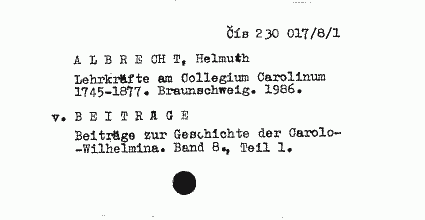 Čís 230 017/8/1
A L B R E CH T, Helmuth
Lehrkräfte am Collegium Carolinum
1745-1877. Braunschweig. 1986.
v. B E I T R Ä G E
Beiträge zur Geschichte der Carolo-
-Wilhelmina. Band 8., Teil 1.